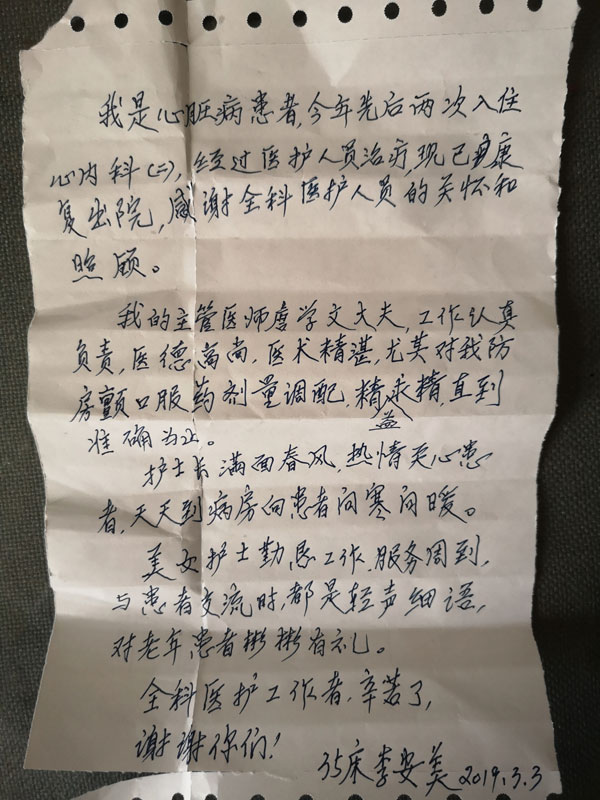 我是心脏病患者,今年先后两次入住
心内科(二),经过医护人员治疗,现已康
复出院,感谢全科医护人员的关怀和
照顾。
我的主管医师唐学文大夫,工作认真
负责,医德高尚,医术精湛,尤其对我防
房颤口服药剂量调配,精益求精,直到
准确为止。
护士长满面春风,热情关心患
者,天天到病房向患者问寒问暖。
美女护士勤恳工作,服务周到,
与患者交流时,都是轻声细语,
对老年患者彬彬有礼。
全科医护工作者,辛苦了,
谢谢你们!
35床李安美2019.3.3